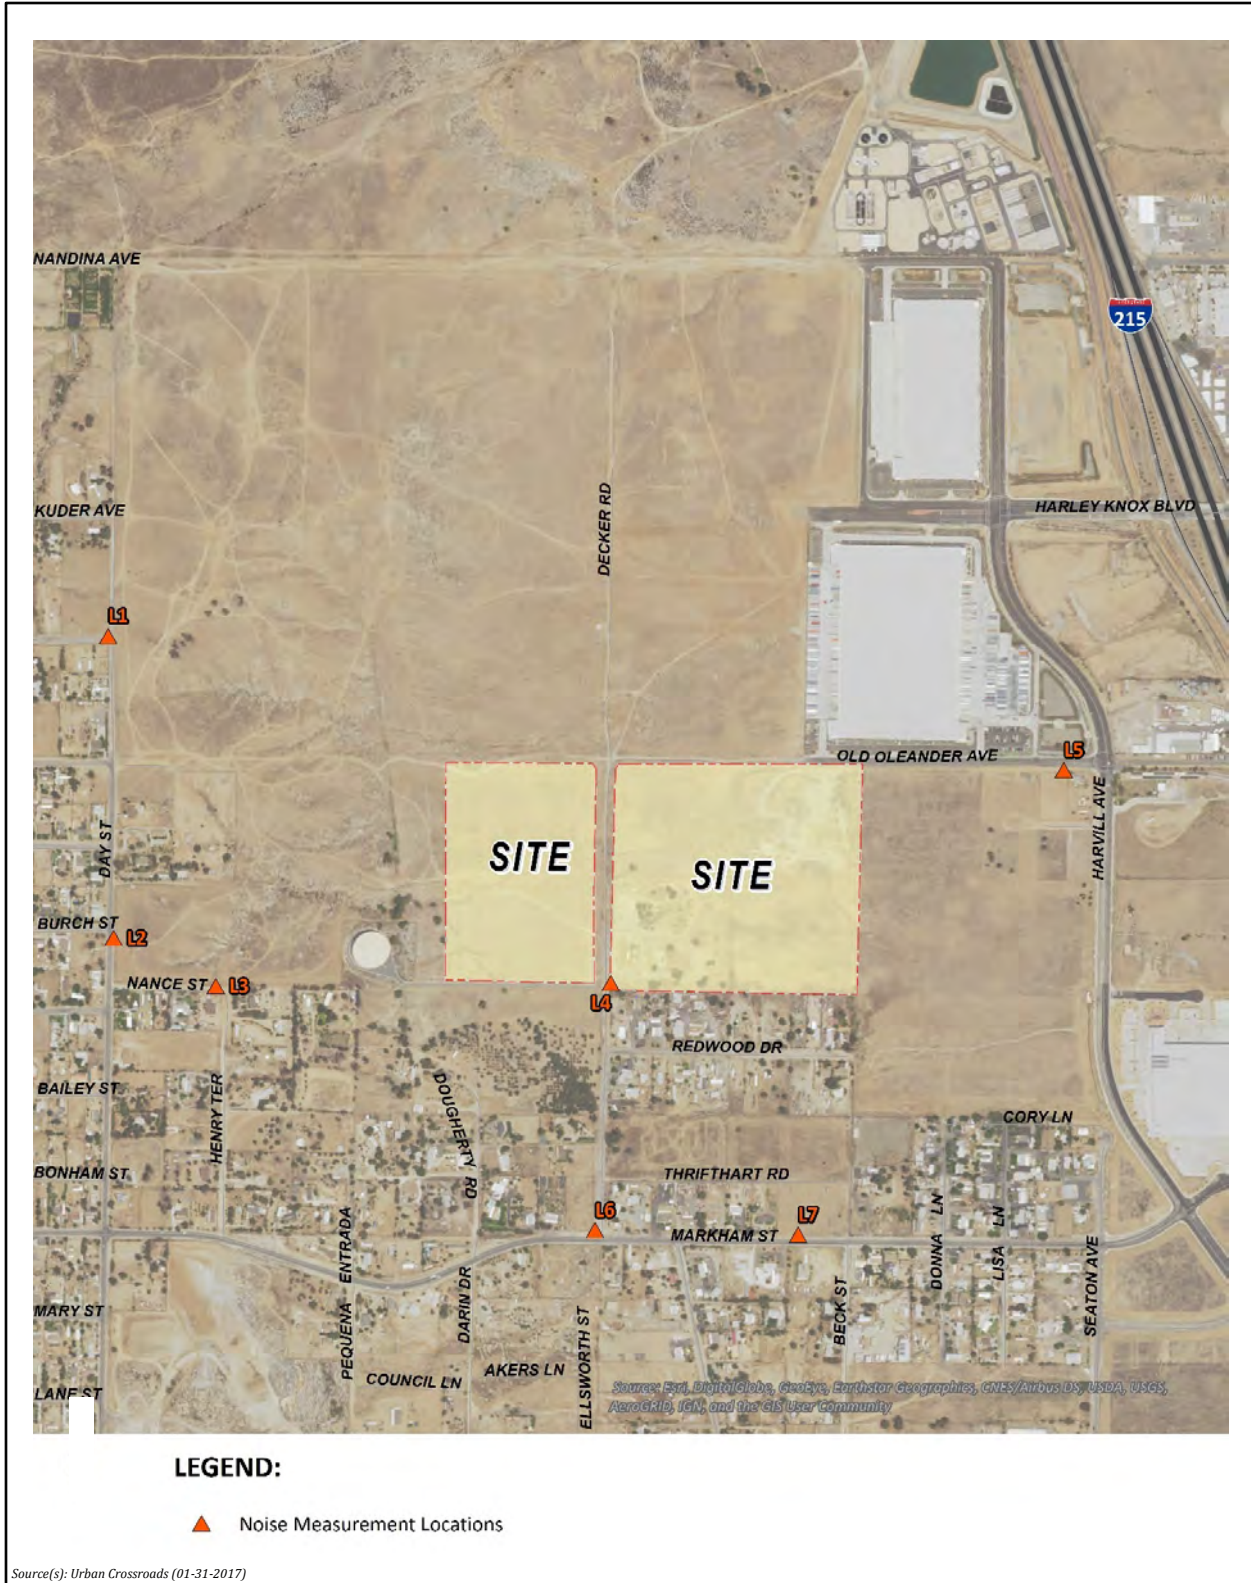 NANDINA AVE
215
KUDER AVE
DECKER RD
HARLEY KNOX BLVD
L1
OLD OLEANDER AVE
L5
DAY ST
SITE
SITE
HARVILL AVE
BURCH ST
L2
NANCE ST
L3
L4
REDWOOD DR
BAILEY ST
HENRY TER
DOUGHERTY RD
CORY LN
BONHAM ST
THRIFTHART RD
L6
L7
MARKHAM ST
DONNA LN
LISA LN
PEQUENA ENTRADA
DARIN DR
MARY ST
ELLSWORTH ST
BECK ST
SEATON AVE
COUNCIL LN
AKERS LN
LANE ST
Source: Esri, DigitalGlobe, GeoEye, Earthstar Geographics, CNES/Airbus DS, USDA, USGS,
AeroGRID, IGN, and the GIS User Community
LEGEND:
Noise Measurement Locations
Source(s): Urban Crossroads (01-31-2017)